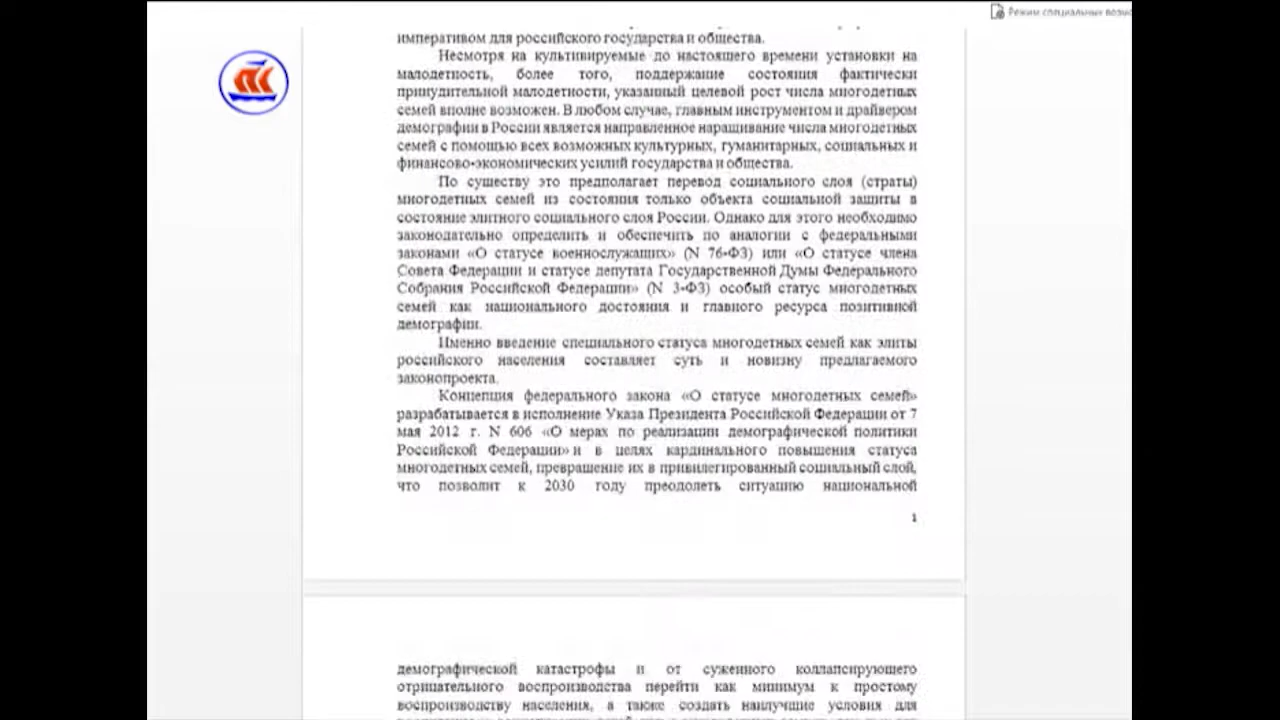 Режим специальных возмо
императивом для российского государства и общества.
Несмотря на культивируемые до настоящего времени установки на
малодетность, более того, поддержание состояния фактически
принудительной малодетности, указанный целевой рост числа многодетных
семей вполне возможен. В любом случае, главным инструментом и драйвером
демографии в России является направленное наращивание числа многодетных
семей с помощью всех возможных культурных, гуманитарных, социальных и
финансово-экономических усилий государства и общества.
По существу это предполагает перевод социального слоя (страты)
многодетных семей из состояния только объекта социальной защиты в
состояние элитного социального слоя России. Однако для этого необходимо
законодательно определить и обеспечить по аналогии с федеральными
законами «О статусе военнослужащих» (N 76-ФЗ) или «О статусе члена
Совета Федерации и статусе депутата Государственной Думы Федерального
Собрания Российской Федерации» (N 3-ФЗ) особый статус многодетных
семей как национального достояния и главного ресурса позитивной
демографии.
Именно введение специального статуса многодетных семей как элиты
российского населения составляет суть и новизну предлагаемого
законопроекта.
Концепция федерального закона «О статусе многодетных семей»
разрабатывается в исполнение Указа Президента Российской Федерации от 7
мая 2012 г. N 606 «О мерах по реализации демографической политики
Российской Федерации» и в целях кардинального повышения статуса
многодетных семей, превращение их в привилегированный социальный слой,
что позволит к 2030 году преодолеть ситуацию национальной
1
демографической катастрофы и от суженного коллапсирующего
отрицательного воспроизводства перейти как минимум к простому
воспроизводству населения, а также создать наилучшие условия для